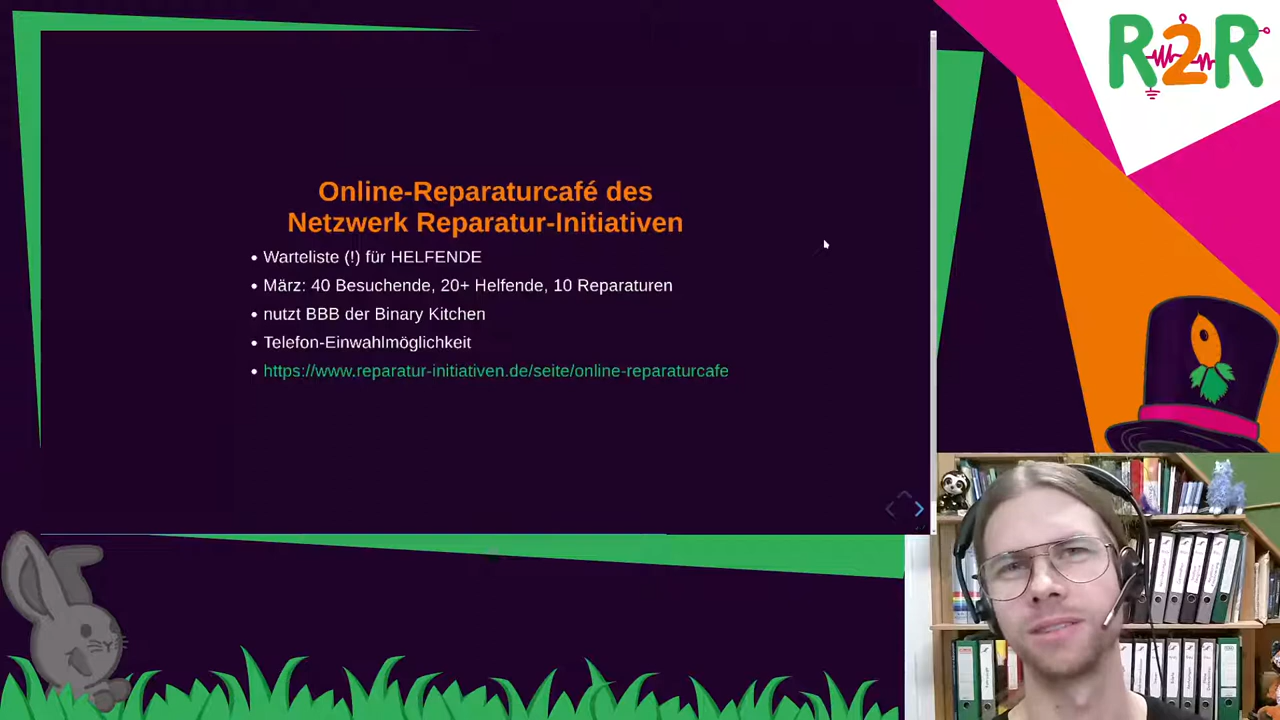 R2R
Online-Reparaturcafé des
Netzwerk Reparatur-Initiativen
• Warteliste (!) für HELFENDE
• März: 40 Besuchende, 20+ Helfende, 10 Reparaturen
• nutzt BBB der Binary Kitchen
• Telefon-Einwahlmöglichkeit
• https://www.reparatur-initiativen.de/seite/online-reparaturcafe